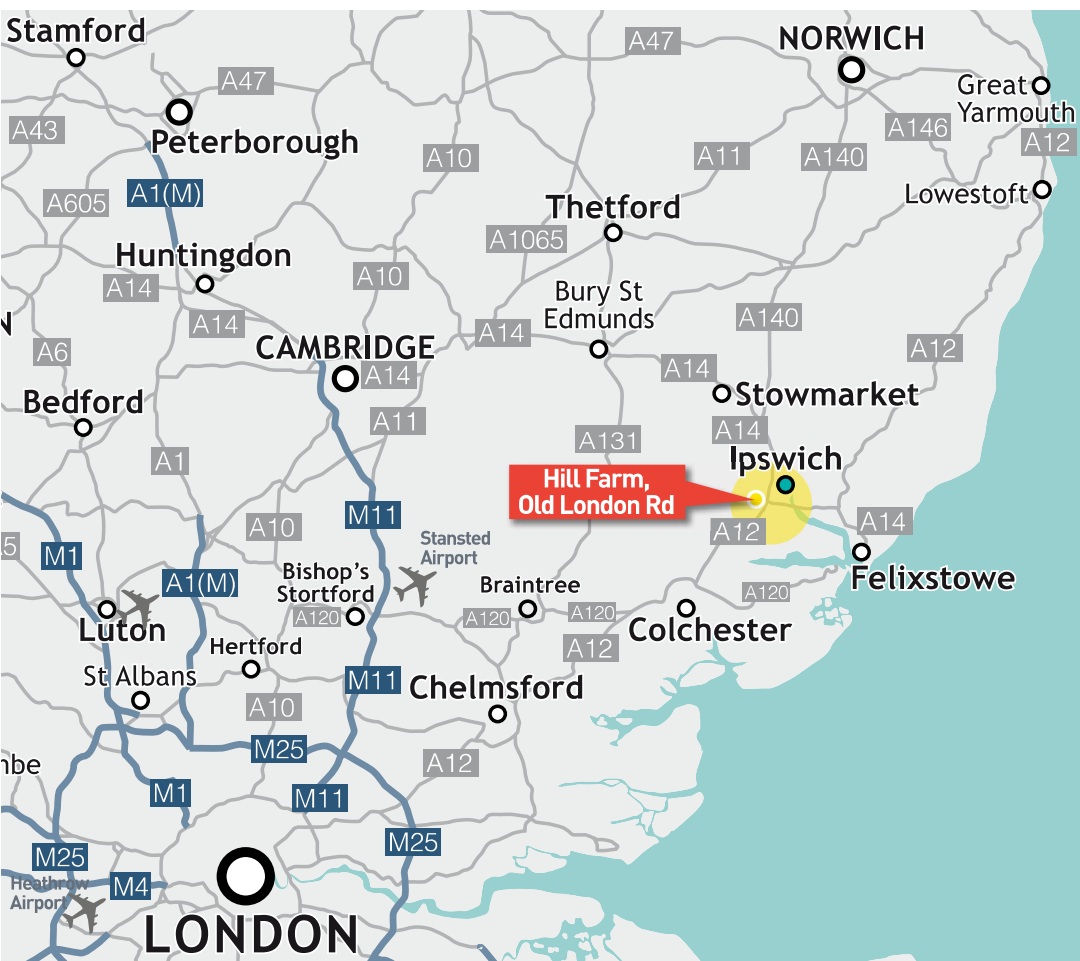 Stamford
A47
NORWICH
A47
Great
Yarmouth
A43
Peterborough
A10
A11
A140
A146
A12
A1(M)
A605
Thetford
Lowestoft
A1065
Huntingdon
A14
A10
Bury St
Edmunds
A14
A14
A140
N
A6
CAMBRIDGE
A14
A12
A14
Stowmarket
Bedford
A11
A14
A131
A1
Ipswich
Hill Farm,
Old London Rd
M11
A10
A12
A14
5
M1
Stansted
Airport
A1(M)
Bishop's
Stortford
Braintree
Felixstowe
A120
A120
A120
A120
Luton
Colchester
Hertford
A12
St Albans
M11
Chelmsford
A10
M25
A12
mbe
M1
M11
M25
M25
Heathrow
Airport
M4
LONDON